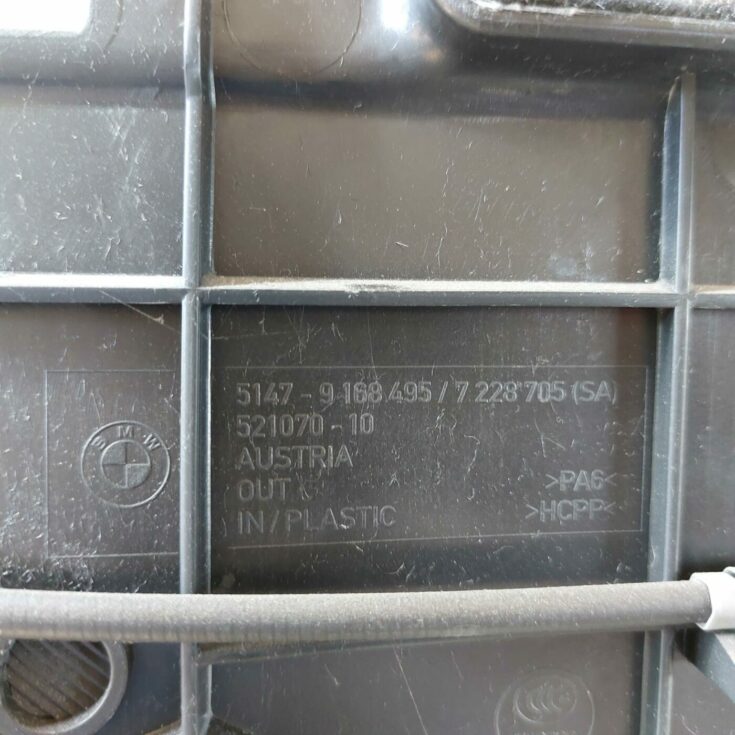 5147 - 9 168 495 / 7 228 705 (SA)
521070 - 10
AUSTRIA
OUT
>PA6<
IN / PLASTIC
>HCPP<
BMW